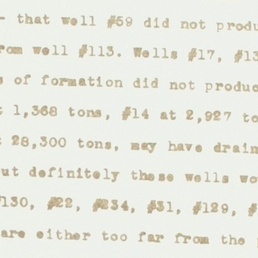 - that well #59 did not produ
from well #113. Wells #17, #13
s of formation did not produc
t 1,368 tons, #14 at 2,927 to
t 28,300 tons, may have drain
ut definitely these wells wo
#130, #22, #234, #31, #129, #
are either too far from the